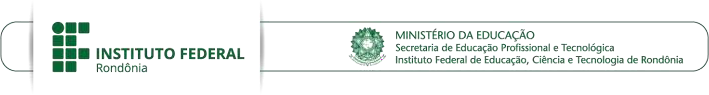 INSTITUTO FEDERAL
Rondônia
MINISTÉRIO DA EDUCAÇÃO
Secretaria de Educação Profissional e Tecnológica
Instituto Federal de Educação, Ciência e Tecnologia de Rondônia